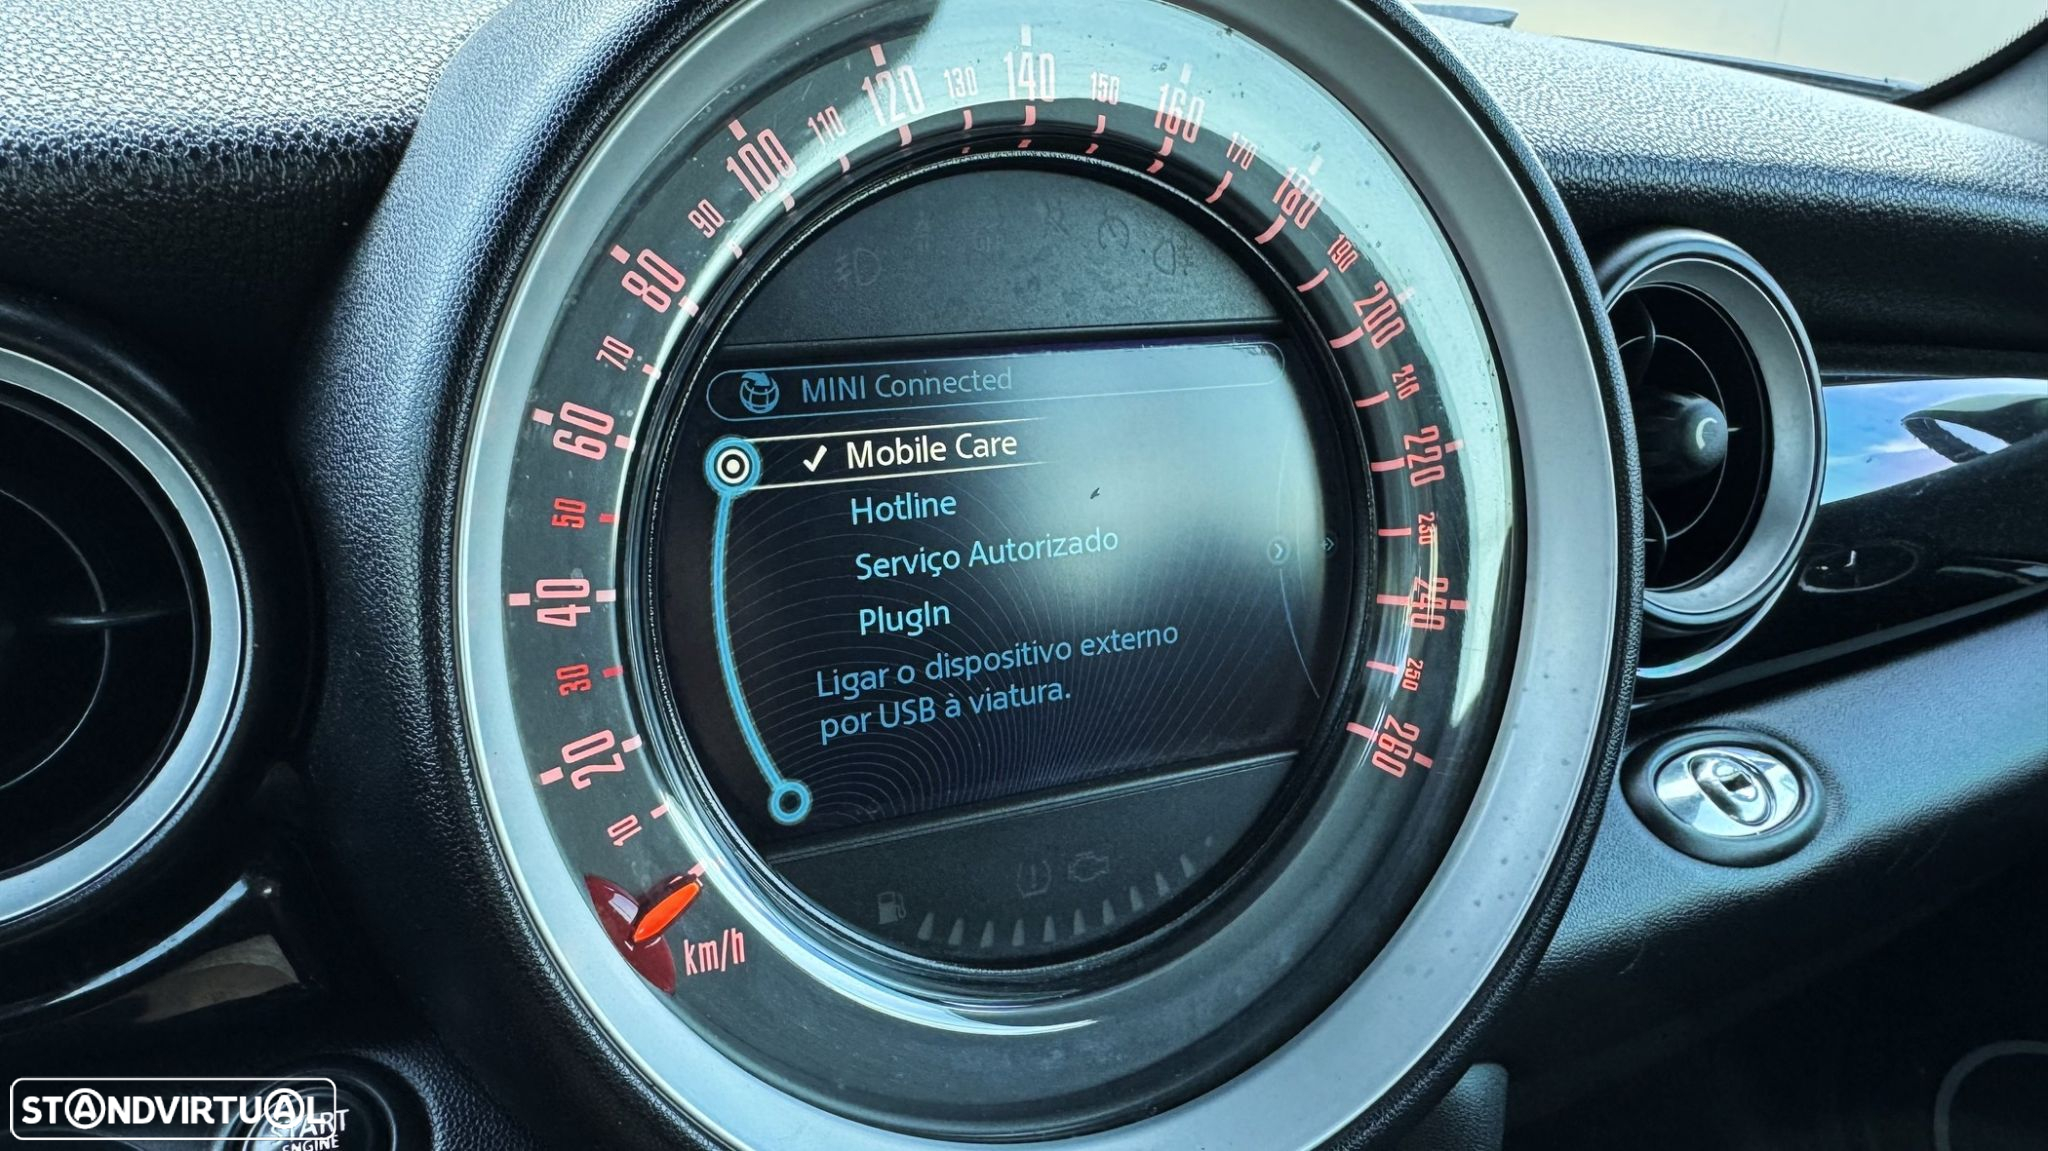 10
20
30
40
50
60
70
80
90
100
110
120
130
140
150
160
170
180
190
200
210
220
230
240
250
260
km/h
MINI Connected
✓ Mobile Care
Hotline
Serviço Autorizado
PlugIn
Ligar o dispositivo externo
por USB à viatura.
STANDVIRTUAL
START
ENGINE